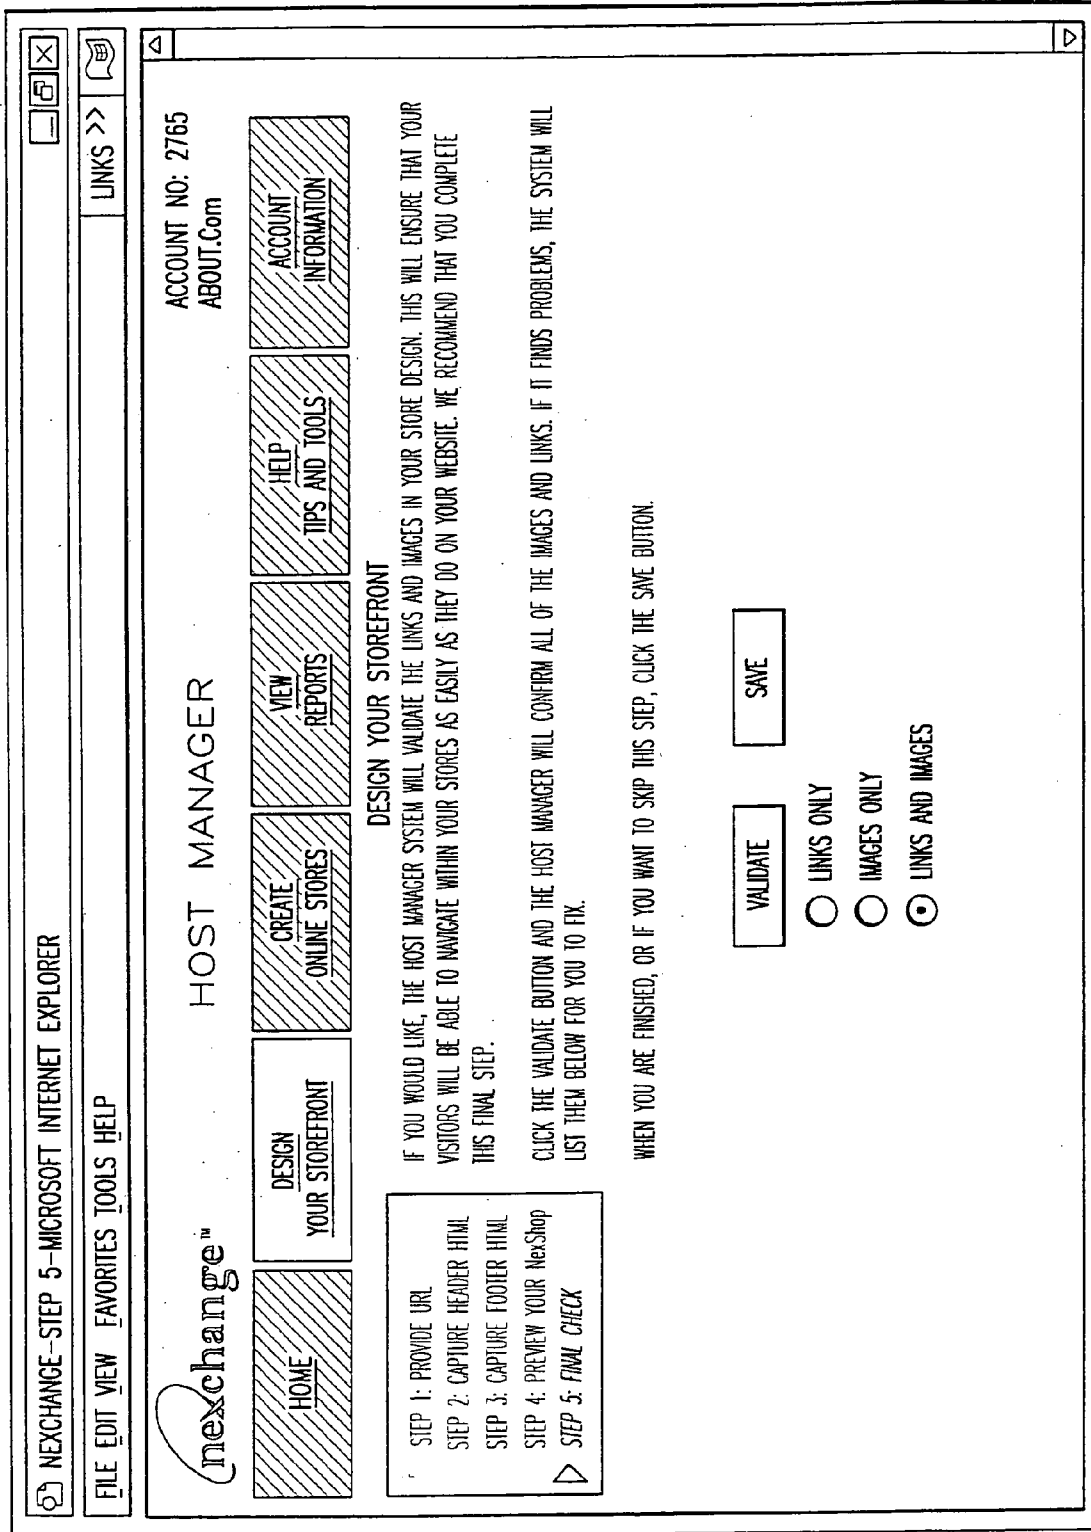 NEXCHANGE-STEP 5-MICROSOFT INTERNET EXPLORER
FILE EDIT VIEW FAVORITES TOOLS HELP
LINKS >>
nexchange™
HOST MANAGER
ACCOUNT NO: 2765
ABOUT.Com
HOME
DESIGN
YOUR STOREFRONT
CREATE
ONLINE STORES
VIEW
REPORTS
HELP
TIPS AND TOOLS
ACCOUNT
INFORMATION
DESIGN YOUR STOREFRONT
STEP 1: PROVIDE URL
STEP 2: CAPTURE HEADER HTML
STEP 3: CAPTURE FOOTER HTML
STEP 4: PREVIEW YOUR NexShop
STEP 5: FINAL CHECK
IF YOU WOULD LIKE, THE HOST MANAGER SYSTEM WILL VALIDATE THE LINKS AND IMAGES IN YOUR STORE DESIGN. THIS WILL ENSURE THAT YOUR
VISITORS WILL BE ABLE TO NAVIGATE WITHIN YOUR STORES AS EASILY AS THEY DO ON YOUR WEBSITE. WE RECOMMEND THAT YOU COMPLETE
THIS FINAL STEP.
CLICK THE VALIDATE BUTTON AND THE HOST MANAGER WILL CONFIRM ALL OF THE IMAGES AND LINKS. IF IT FINDS PROBLEMS, THE SYSTEM WILL
LIST THEM BELOW FOR YOU TO FIX.
WHEN YOU ARE FINISHED, OR IF YOU WANT TO SKIP THIS STEP, CLICK THE SAVE BUTTON.
VALIDATE
SAVE
LINKS ONLY
IMAGES ONLY
LINKS AND IMAGES